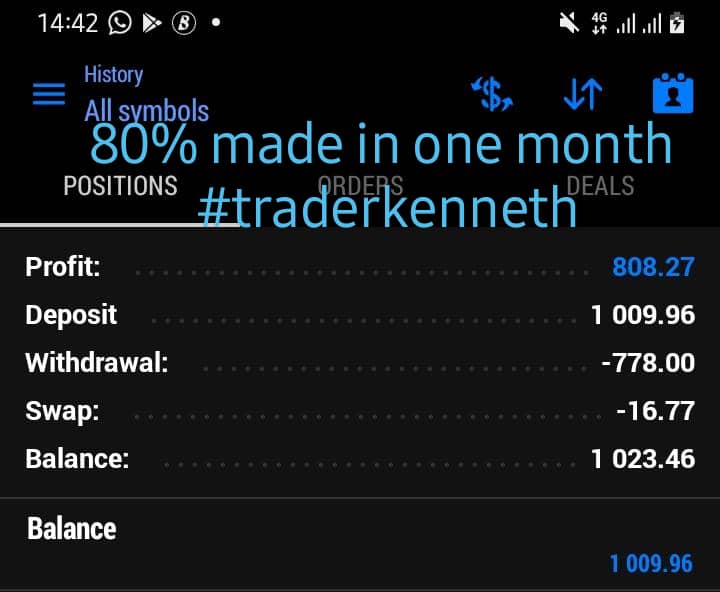 14:42
4G
History
All symbols
80% made in one month
POSITIONS ORDERS DEALS
#traderkenneth
Profit: 808.27
Deposit 1 009.96
Withdrawal: -778.00
Swap: -16.77
Balance: 1 023.46
Balance
1 009.96